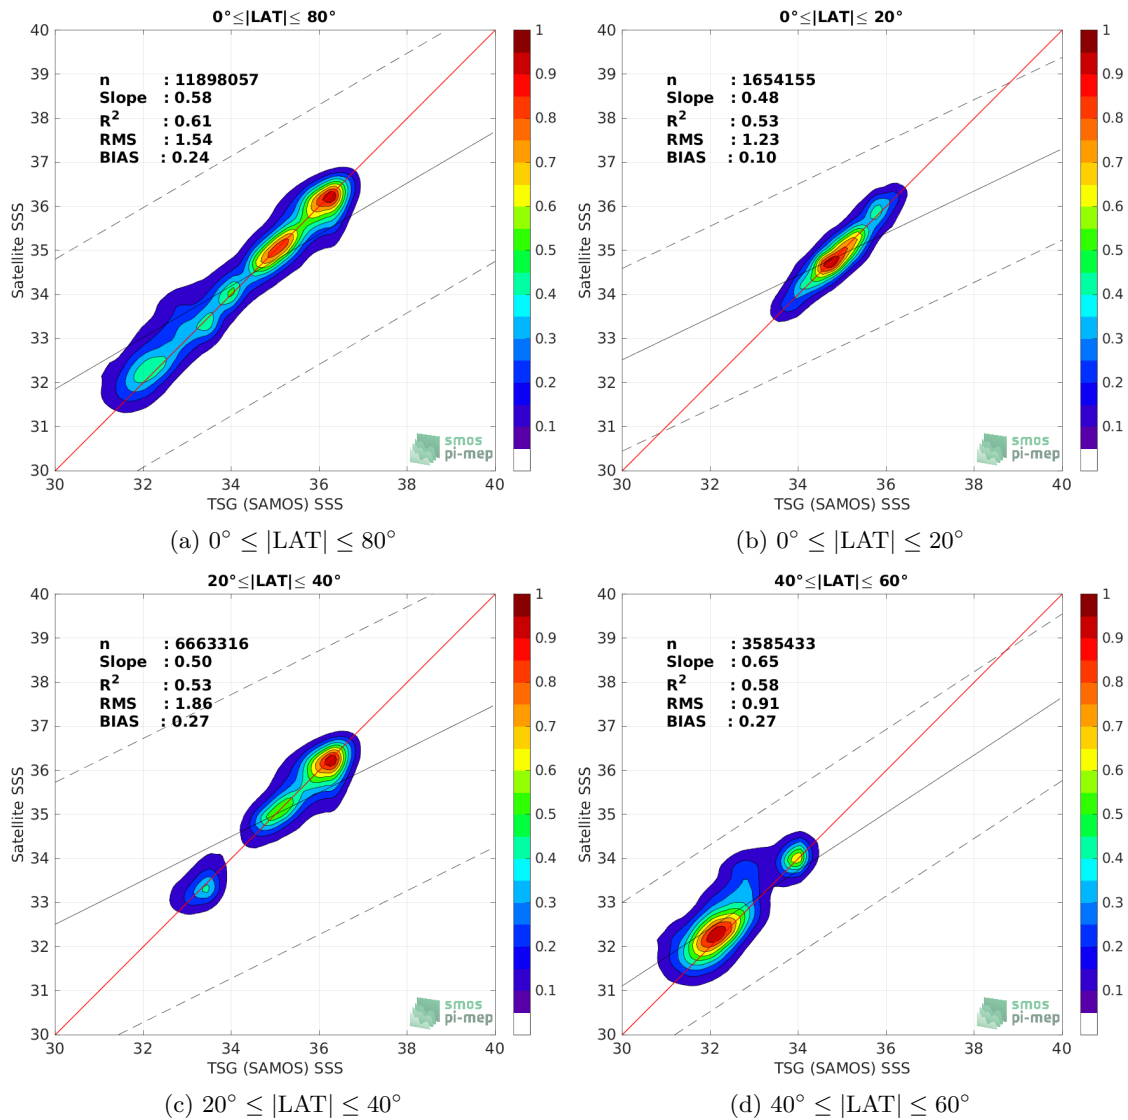 0°≤|LAT|≤ 80°
40
39
38
37
36
35
34
33
32
31
30
Satellite SSS
n : 11898057
Slope : 0.58
R² : 0.61
RMS : 1.54
BIAS : 0.24
smos
pi-mep
30 32 34 36 38 40
TSG (SAMOS) SSS
1
0.9
0.8
0.7
0.6
0.5
0.4
0.3
0.2
0.1
(a) 0° ≤ |LAT| ≤ 80°
0°≤|LAT|≤ 20°
40
39
38
37
36
35
34
33
32
31
30
Satellite SSS
n : 1654155
Slope : 0.48
R² : 0.53
RMS : 1.23
BIAS : 0.10
smos
pi-mep
30 32 34 36 38 40
TSG (SAMOS) SSS
1
0.9
0.8
0.7
0.6
0.5
0.4
0.3
0.2
0.1
(b) 0° ≤ |LAT| ≤ 20°
20°≤|LAT|≤ 40°
40
39
38
37
36
35
34
33
32
31
30
Satellite SSS
n : 6663316
Slope : 0.50
R² : 0.53
RMS : 1.86
BIAS : 0.27
smos
pi-mep
30 32 34 36 38 40
TSG (SAMOS) SSS
1
0.9
0.8
0.7
0.6
0.5
0.4
0.3
0.2
0.1
(c) 20° ≤ |LAT| ≤ 40°
40°≤|LAT|≤ 60°
40
39
38
37
36
35
34
33
32
31
30
Satellite SSS
n : 3585433
Slope : 0.65
R² : 0.58
RMS : 0.91
BIAS : 0.27
smos
pi-mep
30 32 34 36 38 40
TSG (SAMOS) SSS
1
0.9
0.8
0.7
0.6
0.5
0.4
0.3
0.2
0.1
(d) 40° ≤ |LAT| ≤ 60°